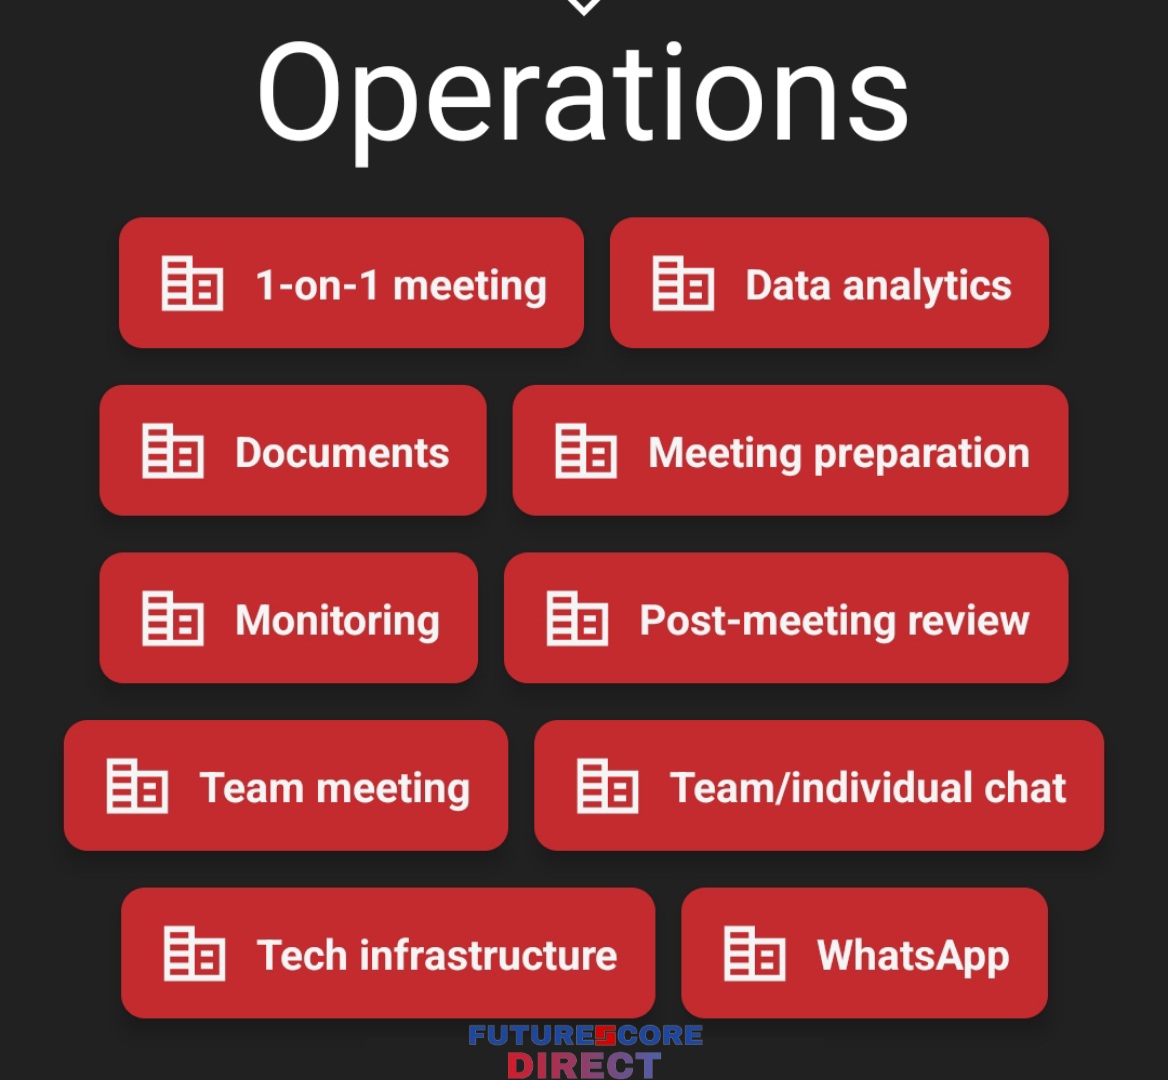 Operations
1-on-1 meeting
Data analytics
Documents
Meeting preparation
Monitoring
Post-meeting review
Team meeting
Team/individual chat
Tech infrastructure
WhatsApp
FUTURESCORE
DIRECT